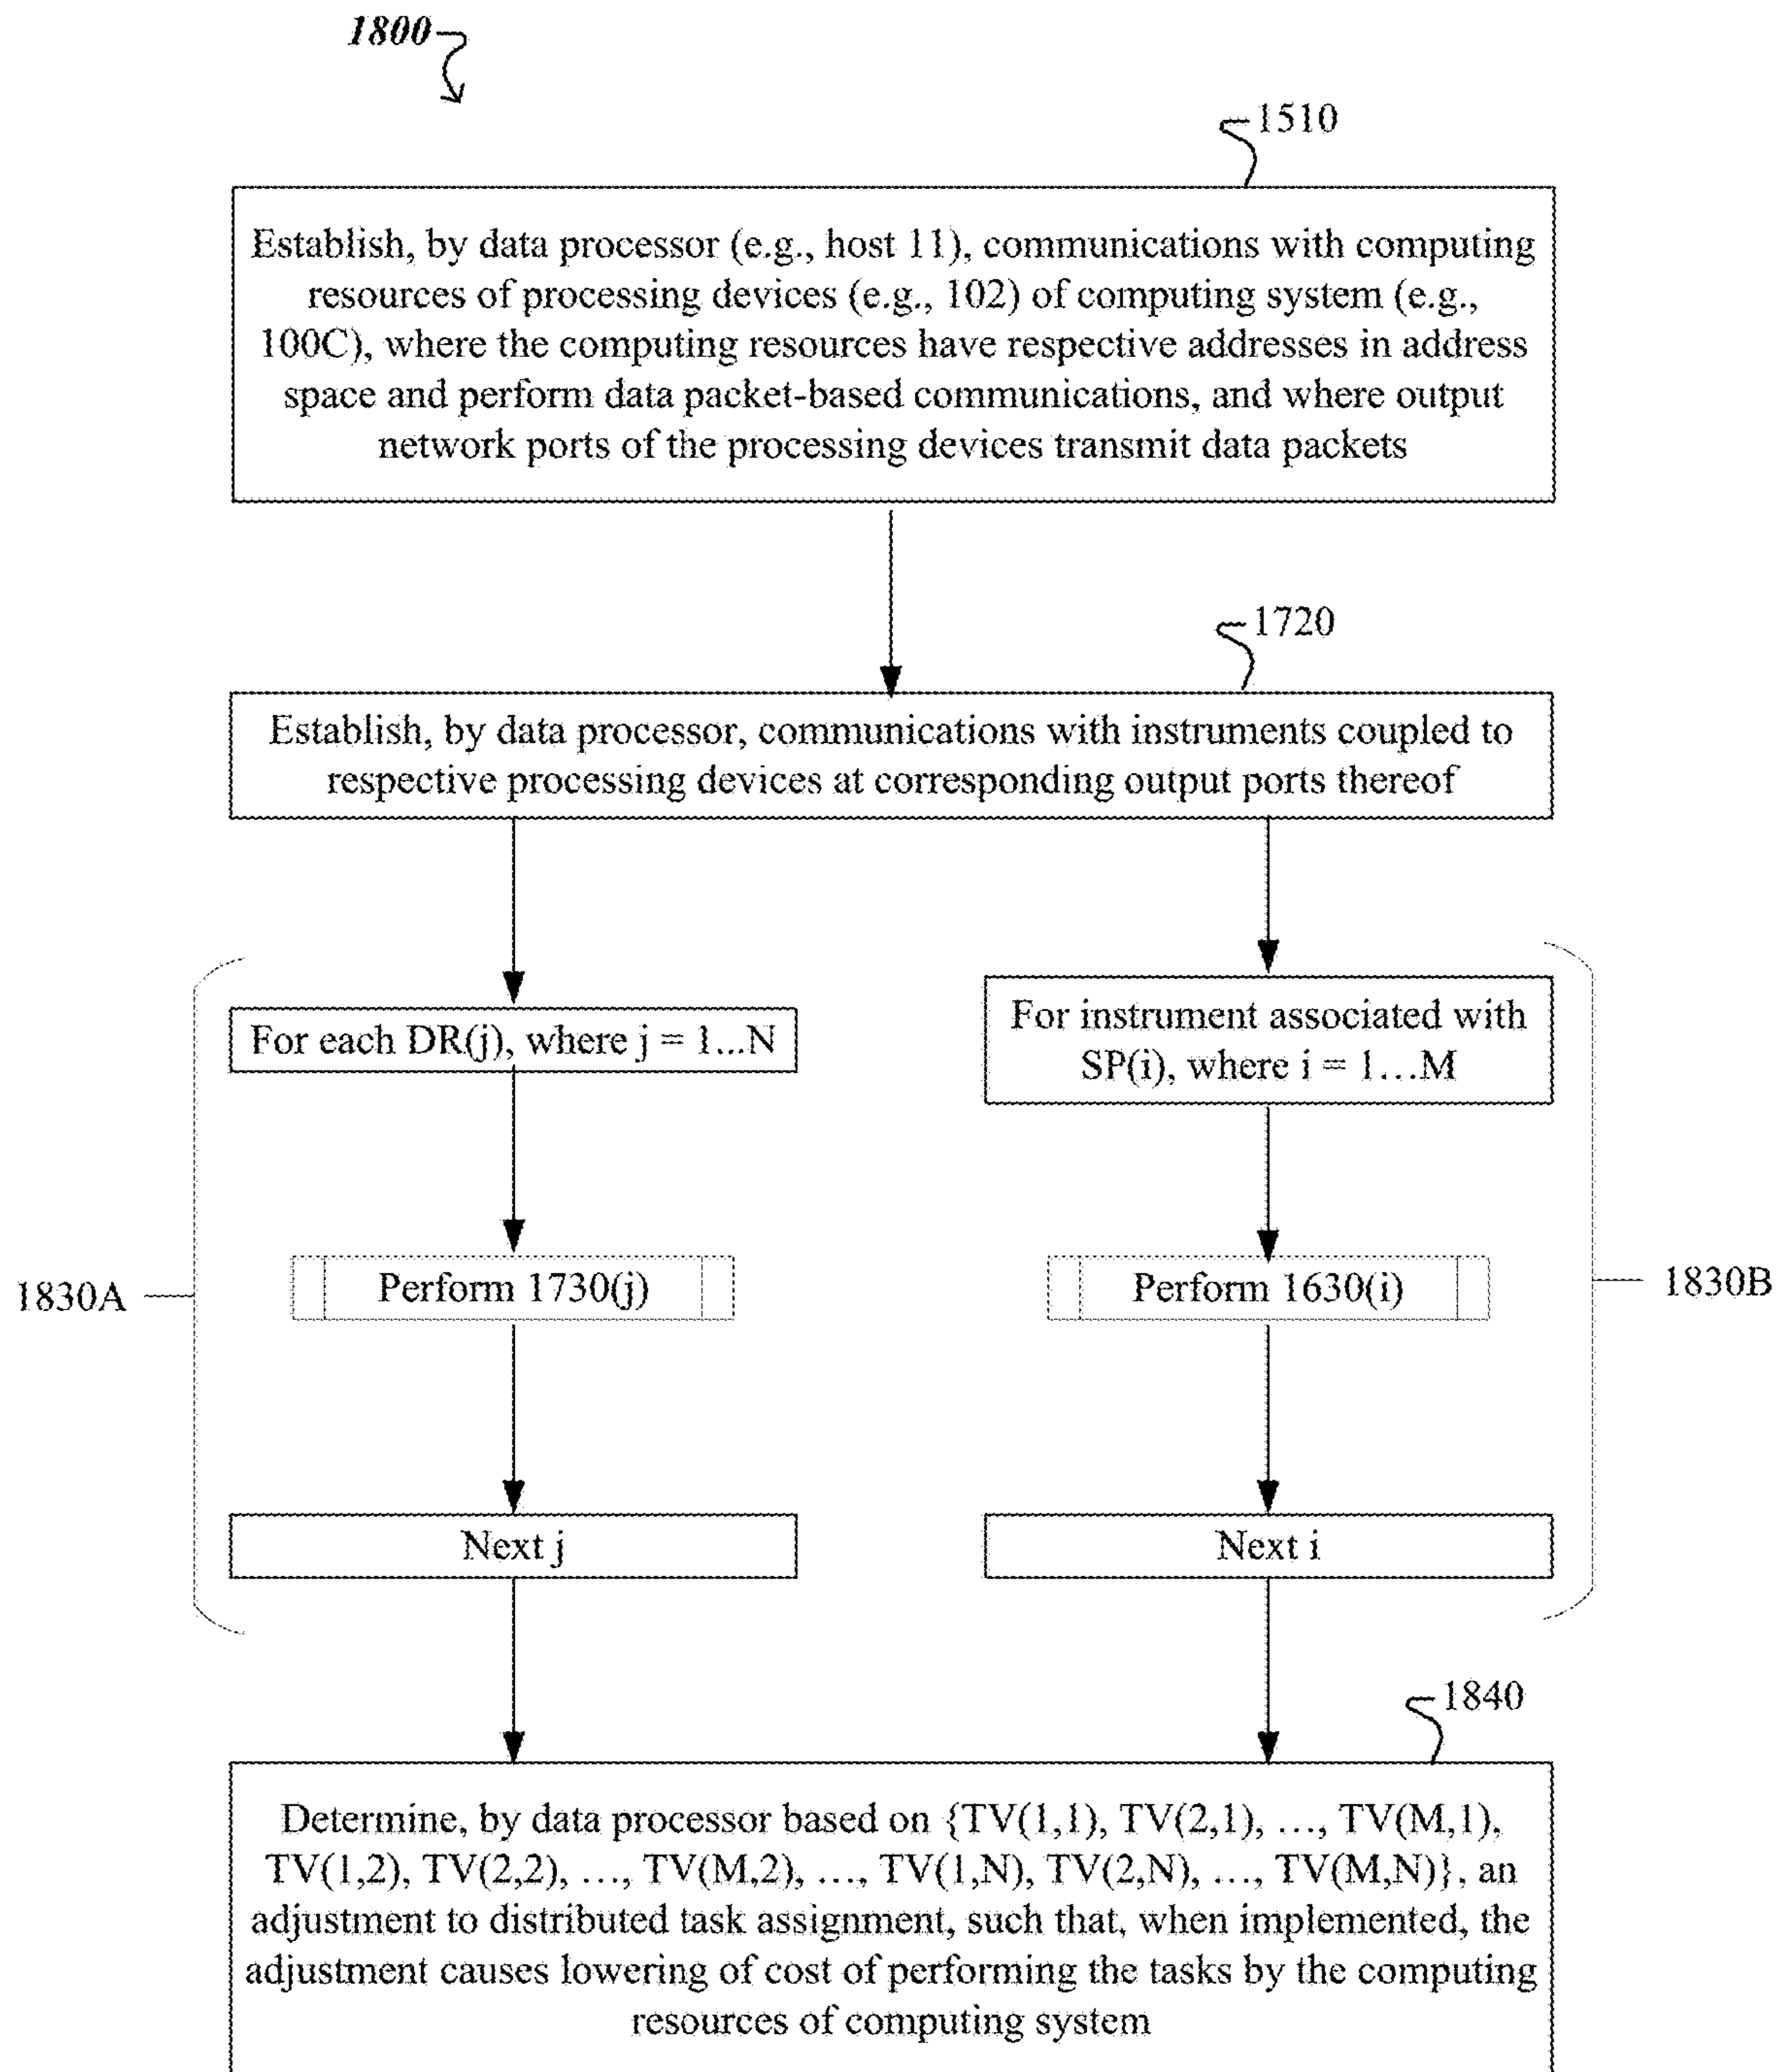 1800
1510
Establish, by data processor (e.g., host 11), communications with computing
resources of processing devices (e.g., 102) of computing system (e.g.,
100C), where the computing resources have respective addresses in address
space and perform data packet-based communications, and where output
network ports of the processing devices transmit data packets
1720
Establish, by data processor, communications with instruments coupled to
respective processing devices at corresponding output ports thereof
For each DR(j), where j = 1...N
For instrument associated with
SP(i), where i = 1…M
1830A
Perform 1730(j)
Perform 1630(i)
1830B
Next j
Next i
1840
Determine, by data processor based on {TV(1,1), TV(2,1), …, TV(M,1),
TV(1,2), TV(2,2), …, TV(M,2), …, TV(1,N), TV(2,N), …, TV(M,N)}, an
adjustment to distributed task assignment, such that, when implemented, the
adjustment causes lowering of cost of performing the tasks by the computing
resources of computing system